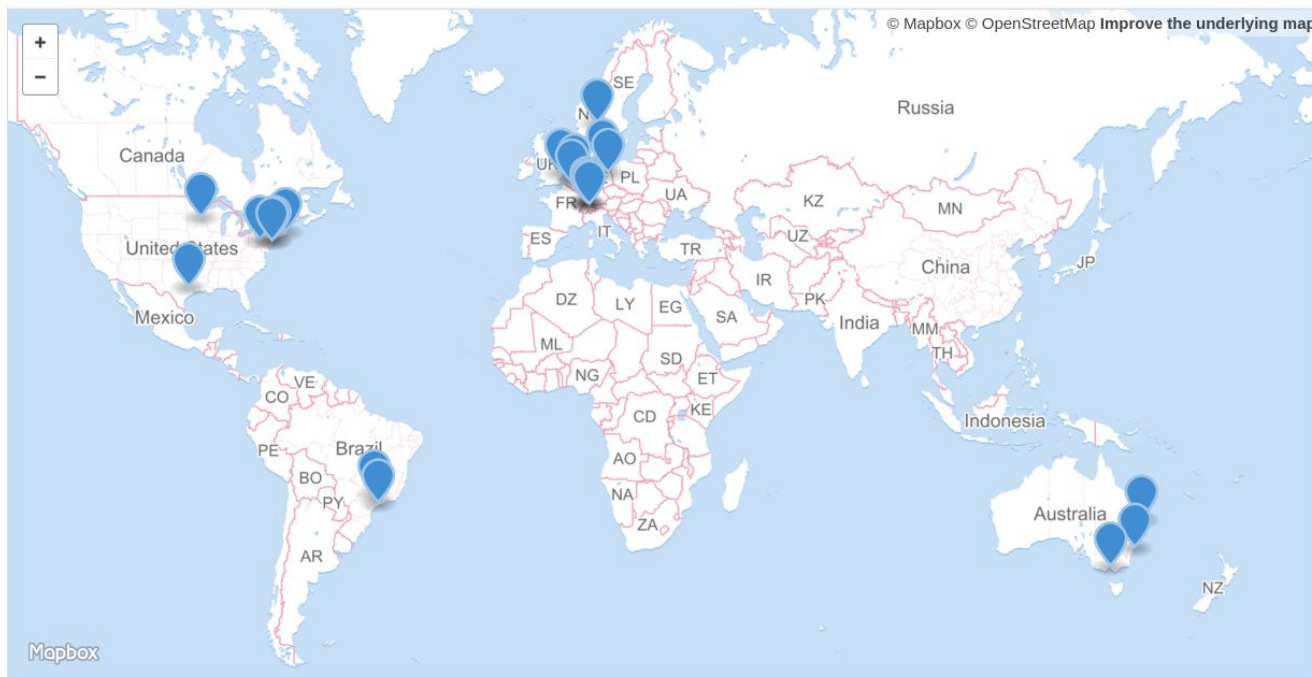 © Mapbox © OpenStreetMap Improve the underlying map
+
−
SE
N
Russia
Canada
UK
PL
UA
KZ
MN
FR
IT
ES
TR
UZ
United States
China
JP
IR
PK
DZ
LY
EG
SA
India
MM
Mexico
ML
TH
SD
NG
ET
VE
CO
KE
CD
Indonesia
Brazil
PE
AO
BO
NA
PY
Australia
ZA
AR
NZ
Mapbox